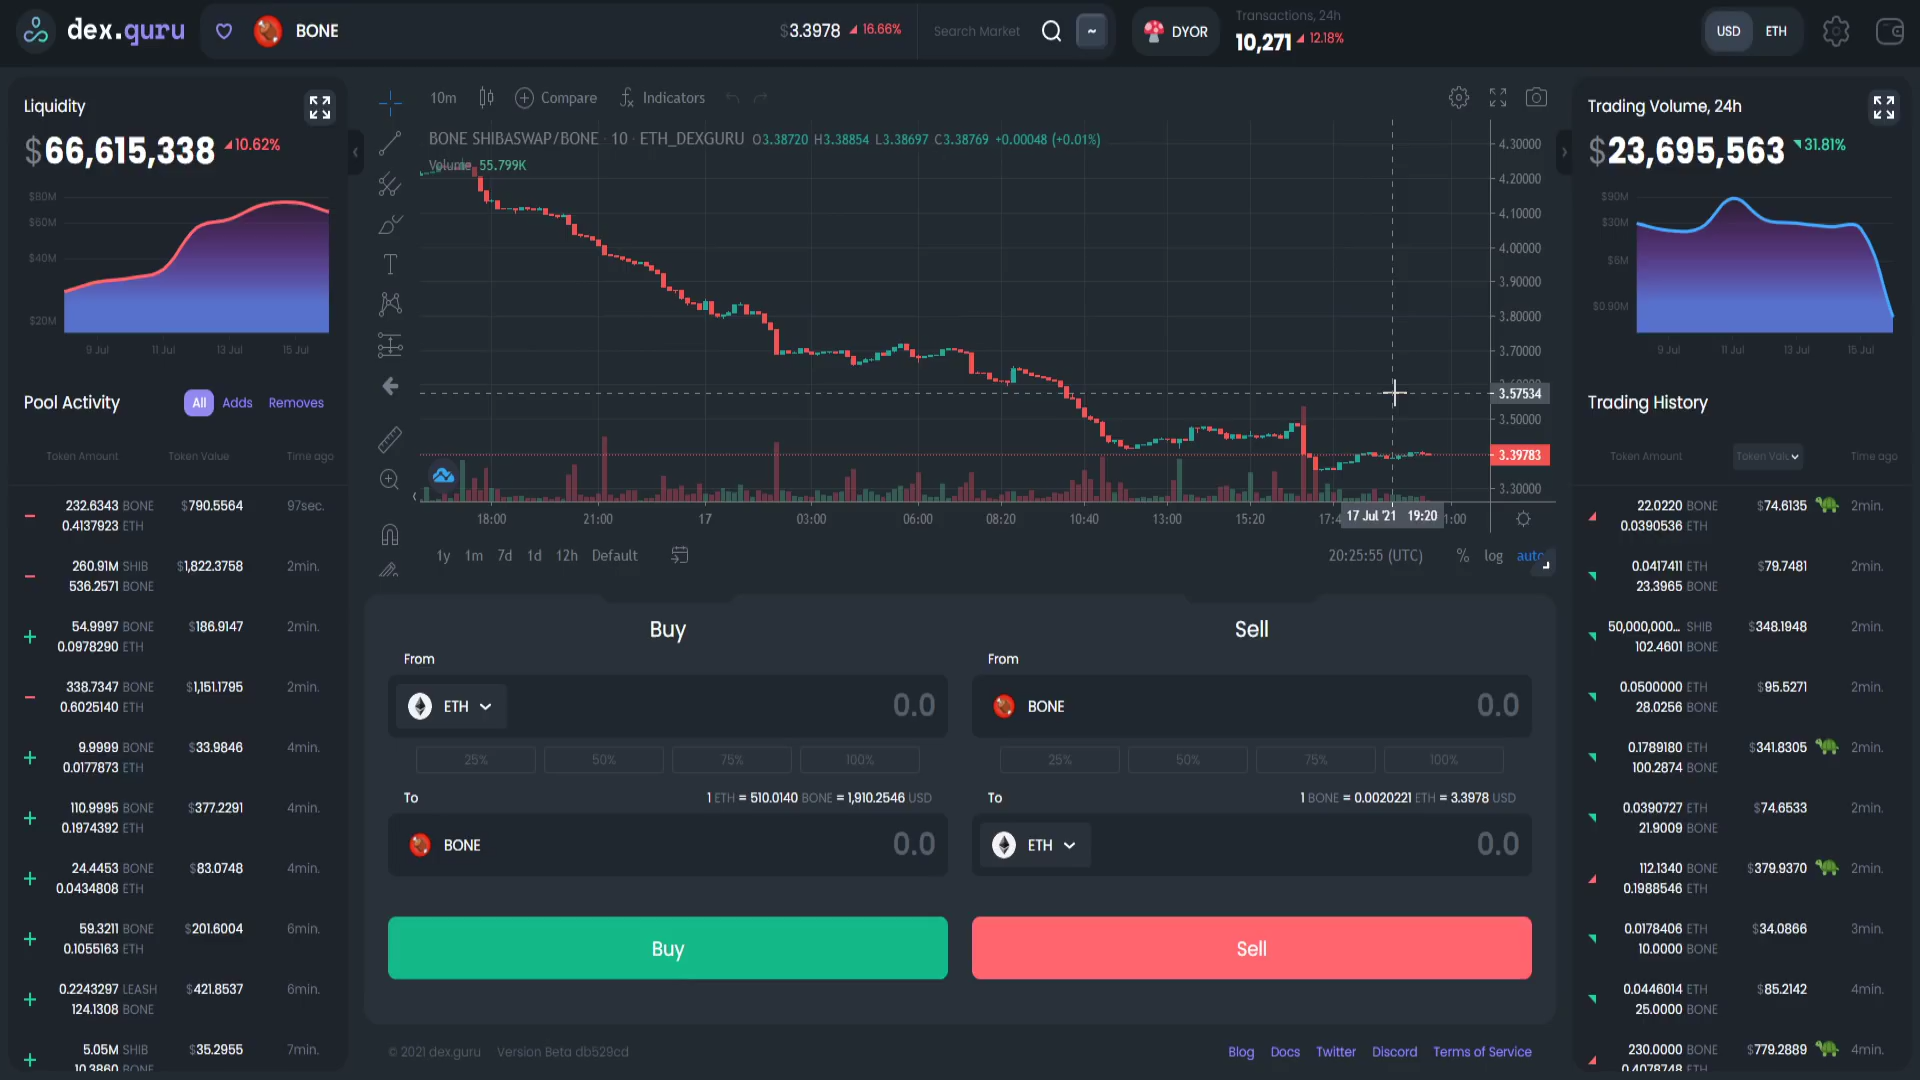 dex.guru
BONE
$3.3978 16.66%
Search Market
~
DYOR
Transactions, 24h
10,271 12.18%
USD ETH
Liquidity
$66,615,338 10.62%
$80M
$60M
$40M
$20M
9 Jul 11 Jul 13 Jul 15 Jul
Pool Activity
All Adds Removes
Token Amount Token Value Time ago
232.6343 BONE $790.5564 97sec.
0.4137923 ETH
260.91M SHIB $1,822.3758 2min.
536.2571 BONE
54.9997 BONE $186.9147 2min.
0.0978290 ETH
338.7347 BONE $1,151.1795 2min.
0.6025140 ETH
9.9999 BONE $33.9846 4min.
0.0177873 ETH
110.9995 BONE $377.2291 4min.
0.1974392 ETH
24.4453 BONE $83.0748 4min.
0.0434808 ETH
59.3211 BONE $201.6004 6min.
0.1055163 ETH
0.2243297 LEASH $421.8537 6min.
124.1308 BONE
5.05M SHIB $35.2955 7min.
10.3860 BONE
10m Compare Indicators
BONE SHIBASWAP/BONE · 10 · ETH_DEXGURU O3.38720 H3.38854 L3.38697 C3.38769 +0.00048 (+0.01%)
Volume 55.799K
4.30000
4.20000
4.10000
4.00000
3.90000
3.80000
3.70000
3.60000
3.57534
3.50000
3.39783
3.30000
18:00 21:00 17 03:00 06:00 08:20 10:40 13:00 15:20 17:4 17 Jul '21 19:20 1:00
1y 1m 7d 1d 12h Default
20:25:55 (UTC) % log auto
Buy
From
ETH 0.0
25% 50% 75% 100%
To 1 ETH = 510.0140 BONE = 1,910.2546 USD
BONE 0.0
Buy
Sell
From
BONE 0.0
25% 50% 75% 100%
To 1 BONE = 0.0020221 ETH = 3.3978 USD
ETH 0.0
Sell
© 2021 dex.guru Version Beta db529cd
Blog Docs Twitter Discord Terms of Service
Trading Volume, 24h
$23,695,563 31.81%
$90M
$30M
$6M
$0.90M
9 Jul 11 Jul 13 Jul 15 Jul
Trading History
Token Amount Token Valu Time ago
22.0220 BONE $74.6135 2min.
0.0390536 ETH
0.0417411 ETH $79.7481 2min.
23.3965 BONE
50,000,000... SHIB $348.1948 2min.
102.4601 BONE
0.0500000 ETH $95.5271 2min.
28.0256 BONE
0.1789180 ETH $341.8305 2min.
100.2874 BONE
0.0390727 ETH $74.6533 2min.
21.9009 BONE
112.1340 BONE $379.9370 2min.
0.1988546 ETH
0.0178406 ETH $34.0866 3min.
10.0000 BONE
0.0446014 ETH $85.2142 4min.
25.0000 BONE
230.0000 BONE $779.2889 4min.
0.4078748 ETH